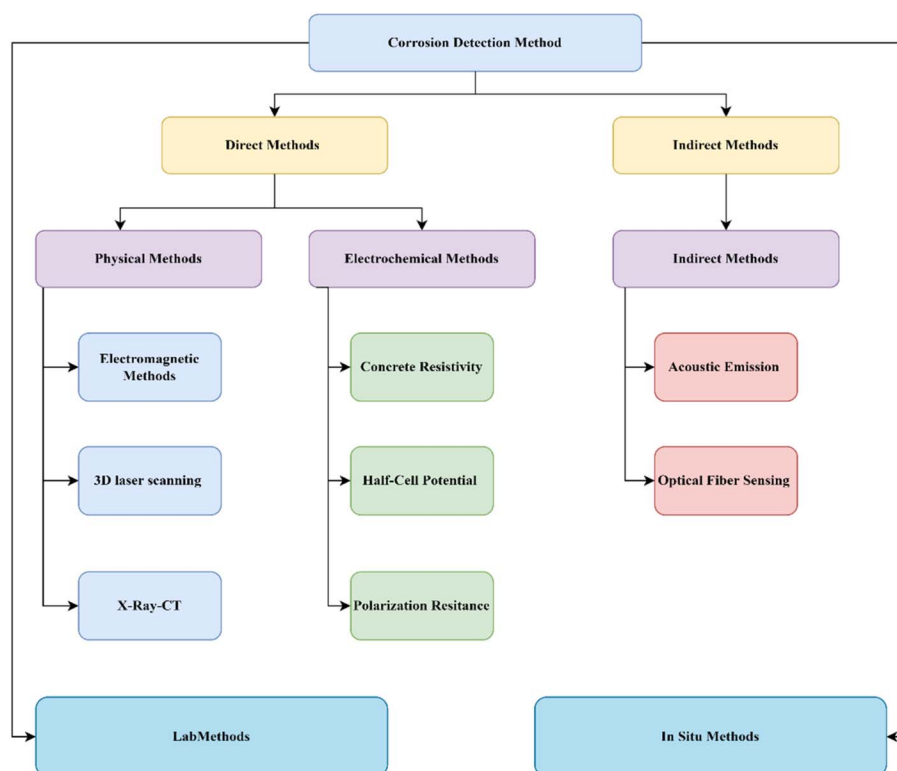 Corrosion Detection Method
Direct Methods
Indirect Methods
Physical Methods
Electrochemical Methods
Indirect Methods
Electromagnetic
Methods
Concrete Resistivity
Acoustic Emission
3D laser scanning
Half-Cell Potential
Optical Fiber Sensing
X-Ray-CT
Polarization Resitance
LabMethods
In Situ Methods